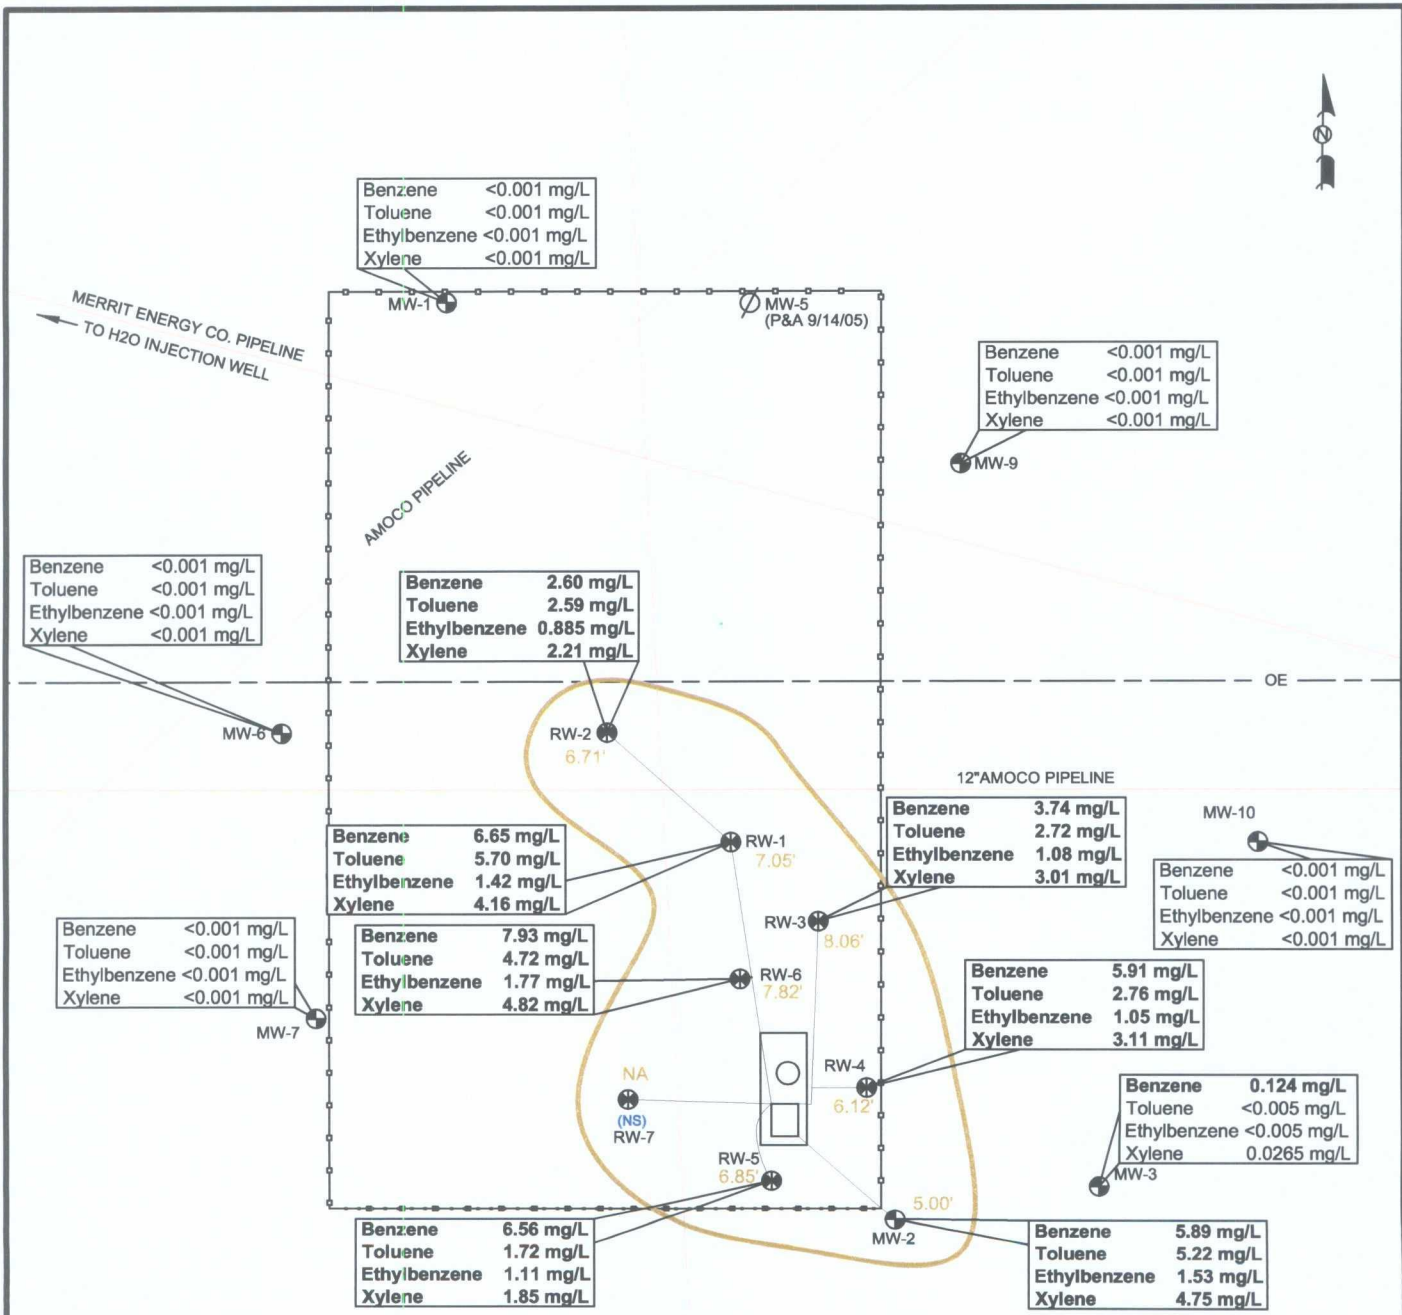 N
Benzene <0.001 mg/L
Toluene <0.001 mg/L
Ethylbenzene <0.001 mg/L
Xylene <0.001 mg/L
MW-1
MW-5
(P&A 9/14/05)
MERRIT ENERGY CO. PIPELINE
TO H2O INJECTION WELL
Benzene <0.001 mg/L
Toluene <0.001 mg/L
Ethylbenzene <0.001 mg/L
Xylene <0.001 mg/L
MW-9
AMOCO PIPELINE
Benzene <0.001 mg/L
Toluene <0.001 mg/L
Ethylbenzene <0.001 mg/L
Xylene <0.001 mg/L
MW-6
Benzene 2.60 mg/L
Toluene 2.59 mg/L
Ethylbenzene 0.885 mg/L
Xylene 2.21 mg/L
OE
RW-2
6.71'
12"AMOCO PIPELINE
Benzene 6.65 mg/L
Toluene 5.70 mg/L
Ethylbenzene 1.42 mg/L
Xylene 4.16 mg/L
RW-1
7.05'
Benzene 3.74 mg/L
Toluene 2.72 mg/L
Ethylbenzene 1.08 mg/L
Xylene 3.01 mg/L
RW-3
8.06'
MW-10
Benzene <0.001 mg/L
Toluene <0.001 mg/L
Ethylbenzene <0.001 mg/L
Xylene <0.001 mg/L
Benzene <0.001 mg/L
Toluene <0.001 mg/L
Ethylbenzene <0.001 mg/L
Xylene <0.001 mg/L
MW-7
Benzene 7.93 mg/L
Toluene 4.72 mg/L
Ethylbenzene 1.77 mg/L
Xylene 4.82 mg/L
RW-6
7.82'
Benzene 5.91 mg/L
Toluene 2.76 mg/L
Ethylbenzene 1.05 mg/L
Xylene 3.11 mg/L
RW-4
6.12'
NA
(NS)
RW-7
Benzene 0.124 mg/L
Toluene <0.005 mg/L
Ethylbenzene <0.005 mg/L
Xylene 0.0265 mg/L
MW-3
RW-5
6.85'
Benzene 6.56 mg/L
Toluene 1.72 mg/L
Ethylbenzene 1.11 mg/L
Xylene 1.85 mg/L
5.00'
MW-2
Benzene 5.89 mg/L
Toluene 5.22 mg/L
Ethylbenzene 1.53 mg/L
Xylene 4.75 mg/L